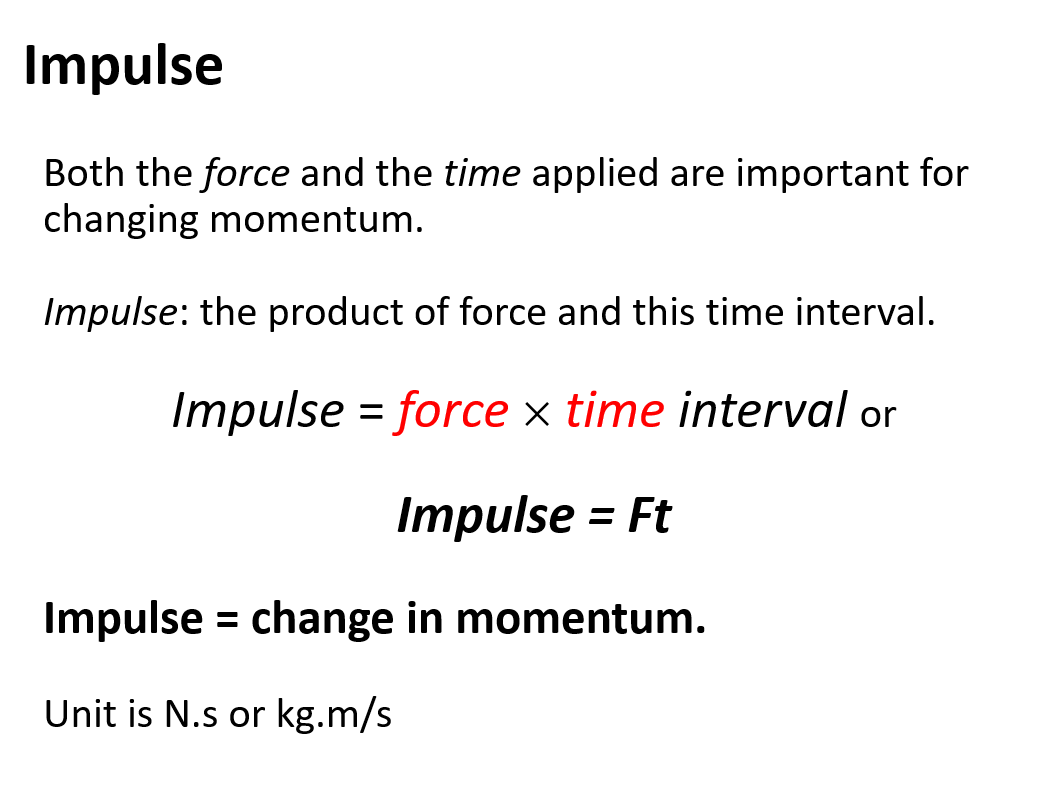 Impulse
Both the force and the time applied are important for
changing momentum.
Impulse: the product of force and this time interval.
Impulse = force × time interval or
Impulse = Ft
Impulse = change in momentum.
Unit is N.s or kg.m/s